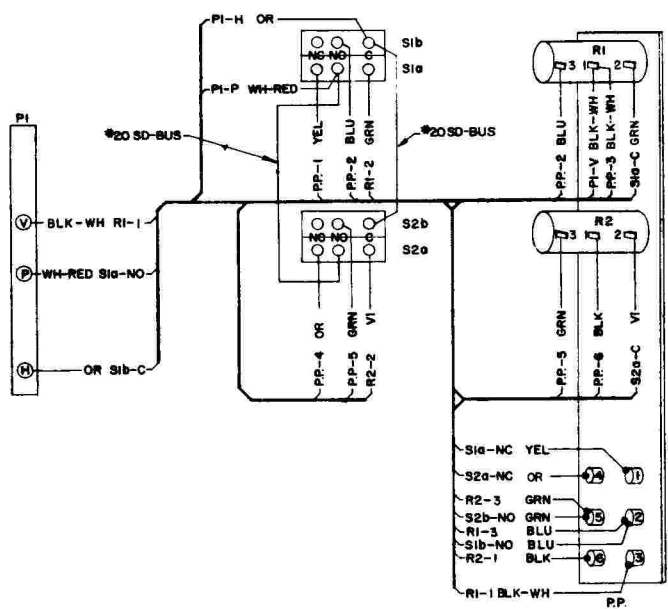 P1-H OR
S1b
NC NO C
S1a
P1-P WH-RED
*20 SD-BUS
*20 SD-BUS
P.P.-1 YEL
P.P.-2 BLU
R1-2 GRN
R1
3 1 2
P.P.-2 BLU
P1-V BLK-WH
P.P.-3 BLK-WH
S1a-C GRN
P1
V BLK-WH R1-1
P WH-RED S1a-NO
H OR S1b-C
S2b
NC NO C
S2a
P.P.-4 OR
P.P.-5 GRN
R2-2 VI
R2
3 1 2
P.P.-5 GRN
P.P.-6 BLK
S2a-C VI
S1a-NC YEL
S2a-NC OR 4 1
R2-3 GRN
S2b-NO GRN 5 2
R1-3 BLU
S1b-NO BLU
R2-1 BLK 6 3
R1-1 BLK-WH
P.P.